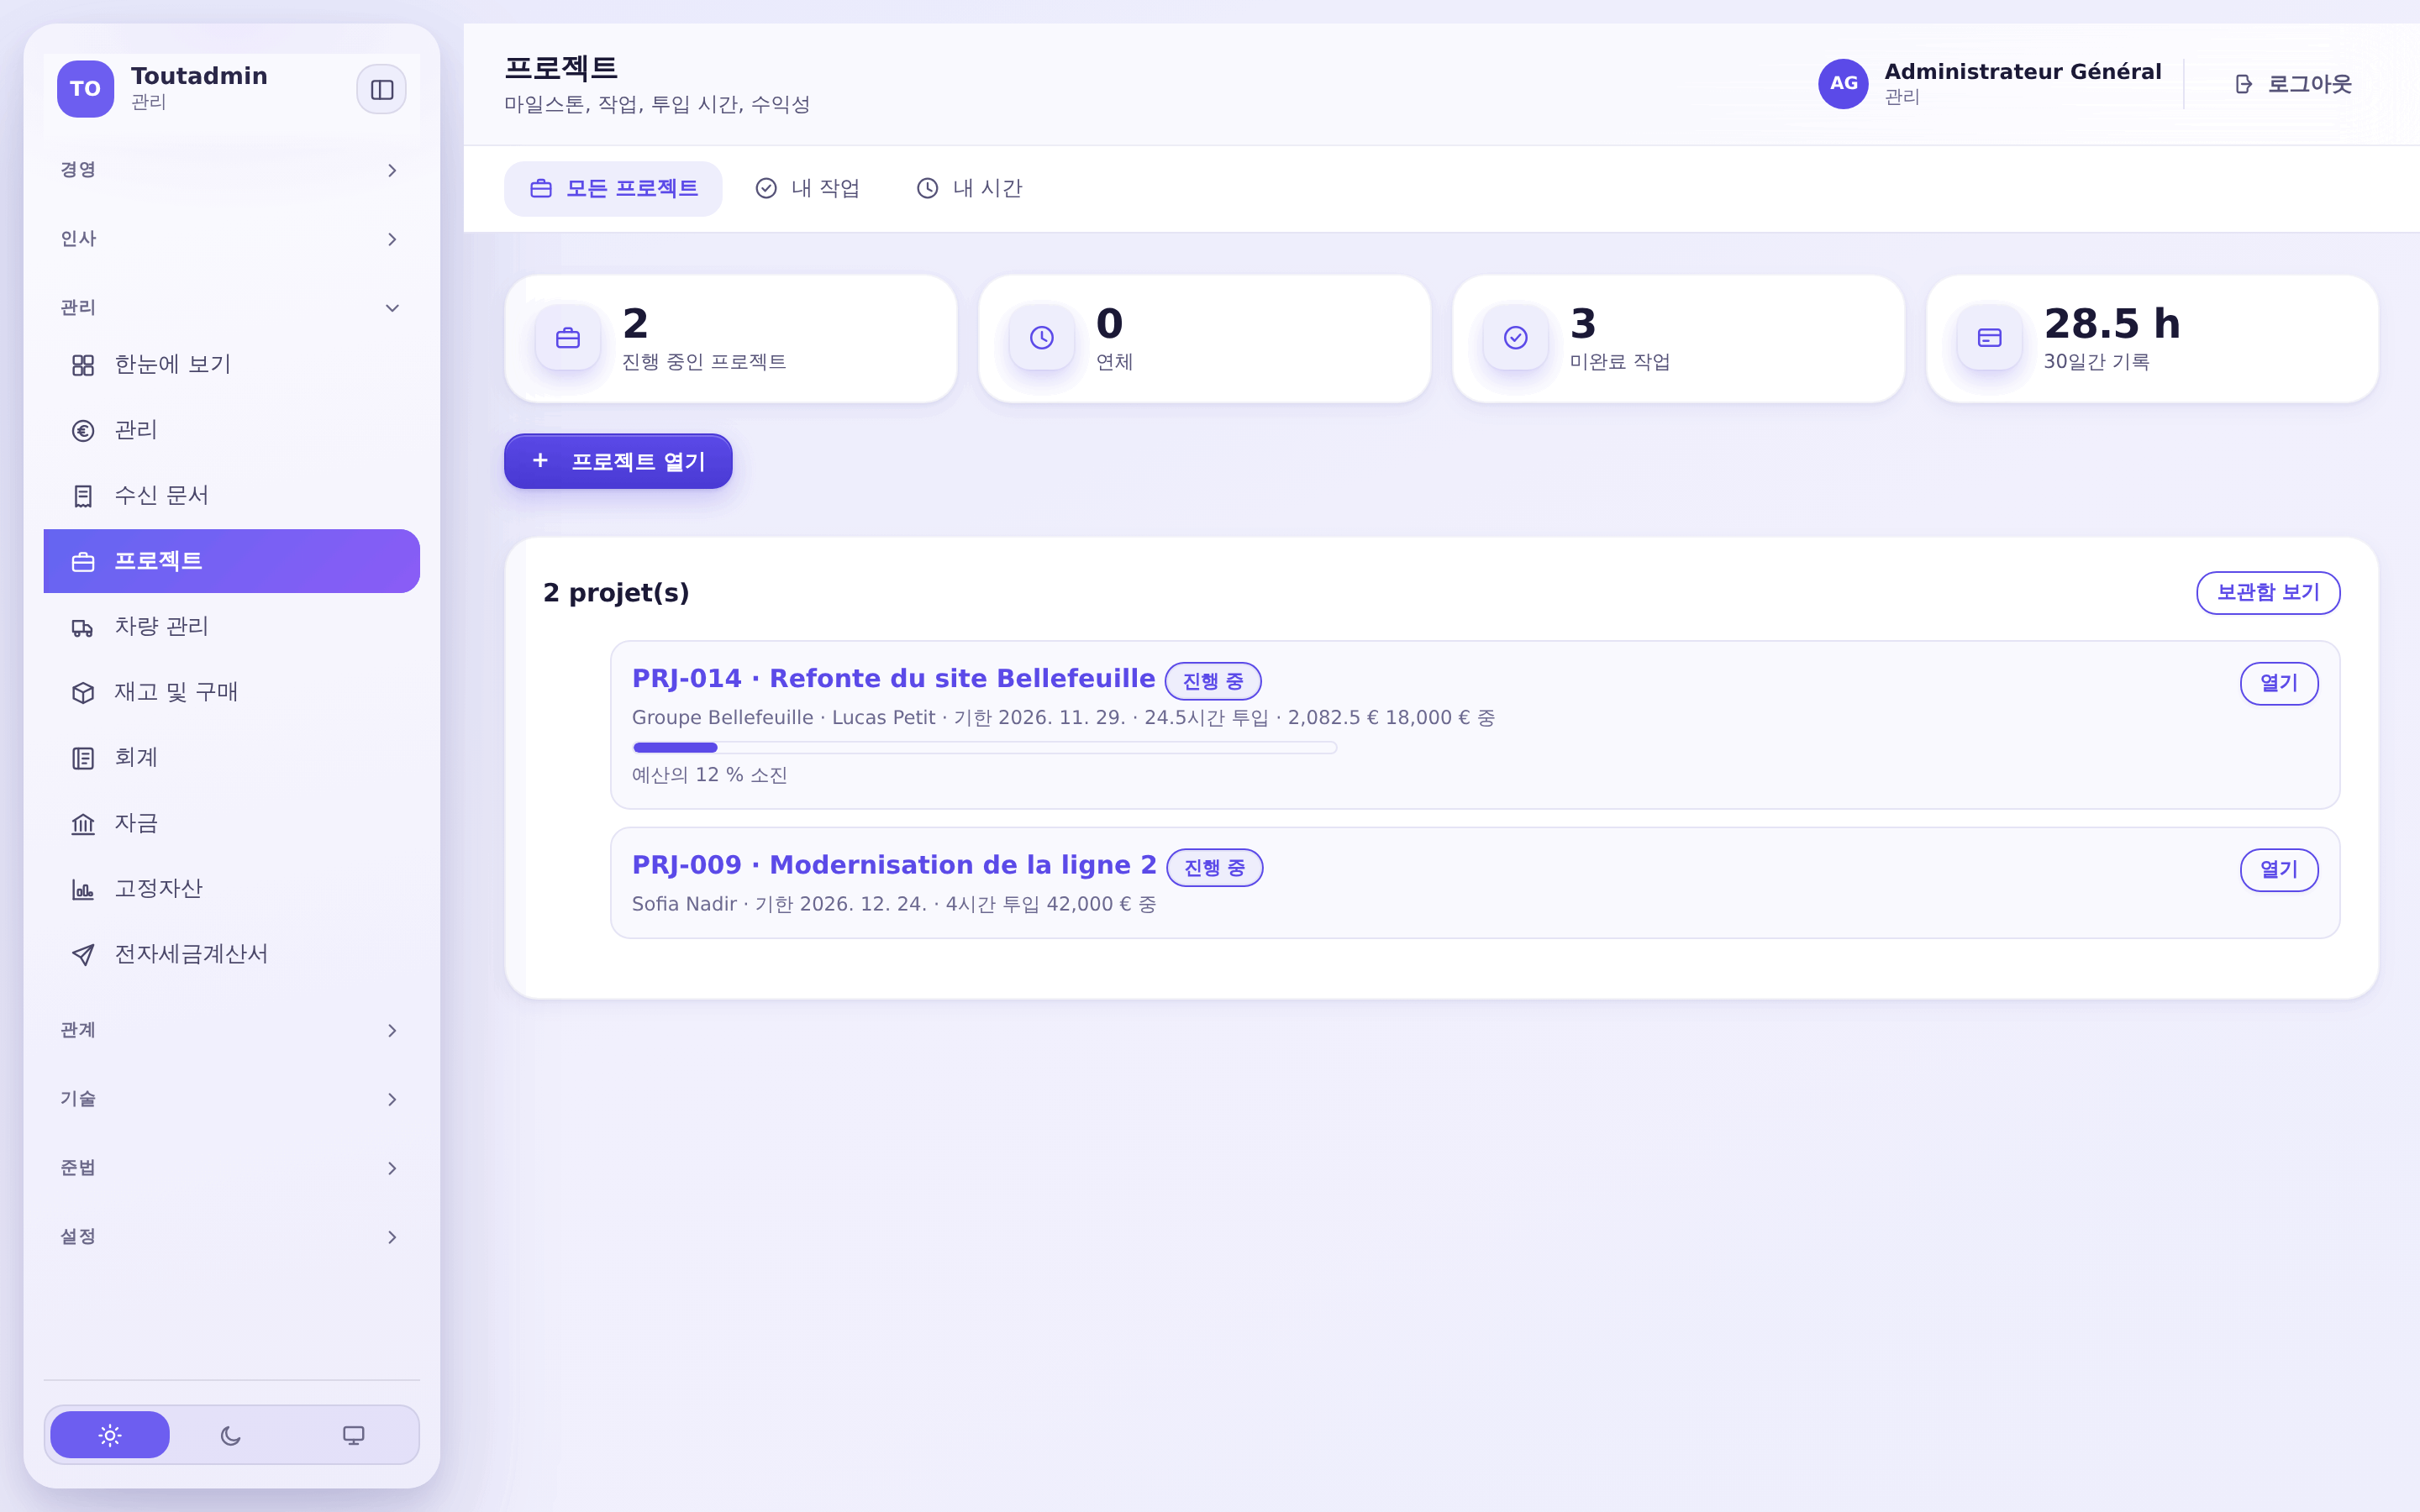 TO
Toutadmin
관리
경영
인사
관리
한눈에 보기
관리
수신 문서
프로젝트
차량 관리
재고 및 구매
회계
자금
고정자산
전자세금계산서
관계
기술
준법
설정
프로젝트
마일스톤, 작업, 투입 시간, 수익성
AG
Administrateur Général
관리
로그아웃
모든 프로젝트
내 작업
내 시간
2
진행 중인 프로젝트
0
연체
3
미완료 작업
28.5 h
30일간 기록
+ 프로젝트 열기
2 projet(s)
보관함 보기
PRJ-014 · Refonte du site Bellefeuille 진행 중
열기
Groupe Bellefeuille · Lucas Petit · 기한 2026. 11. 29. · 24.5시간 투입 · 2,082.5 € 18,000 € 중
예산의 12 % 소진
PRJ-009 · Modernisation de la ligne 2 진행 중
열기
Sofia Nadir · 기한 2026. 12. 24. · 4시간 투입 42,000 € 중